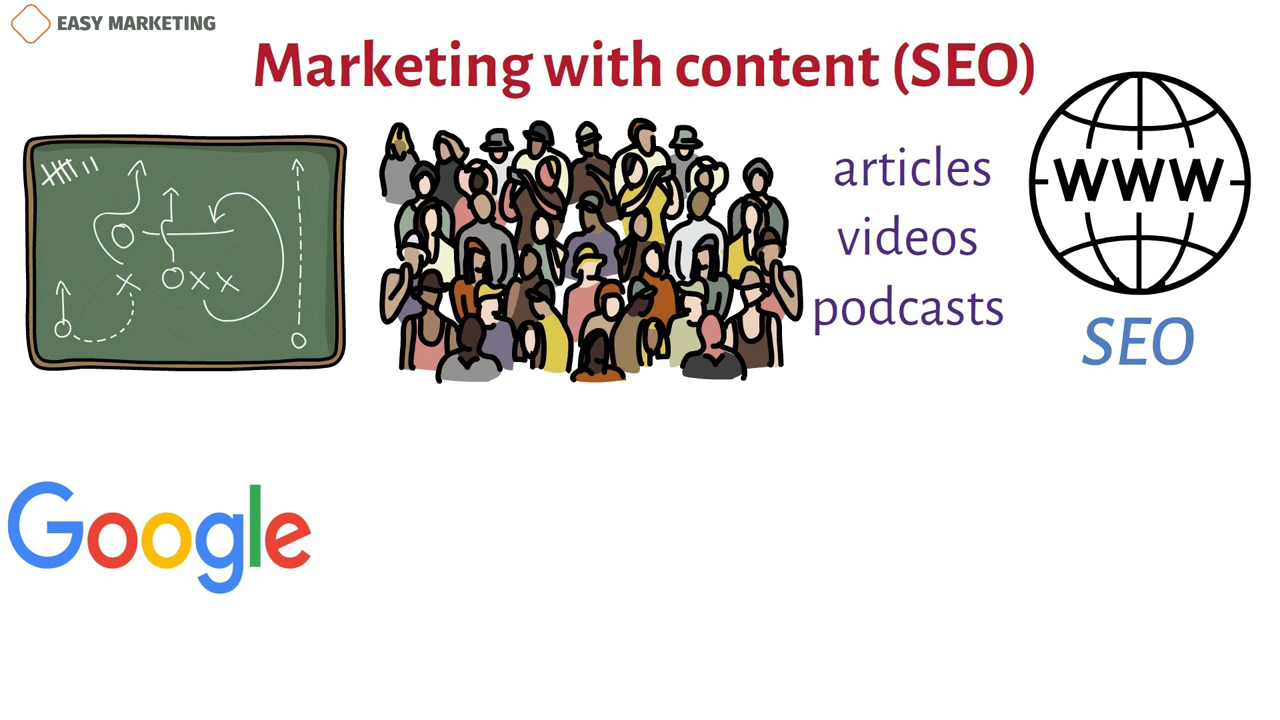 EASY MARKETING
Marketing with content (SEO)
articles
videos
podcasts
WWW
SEO
Google